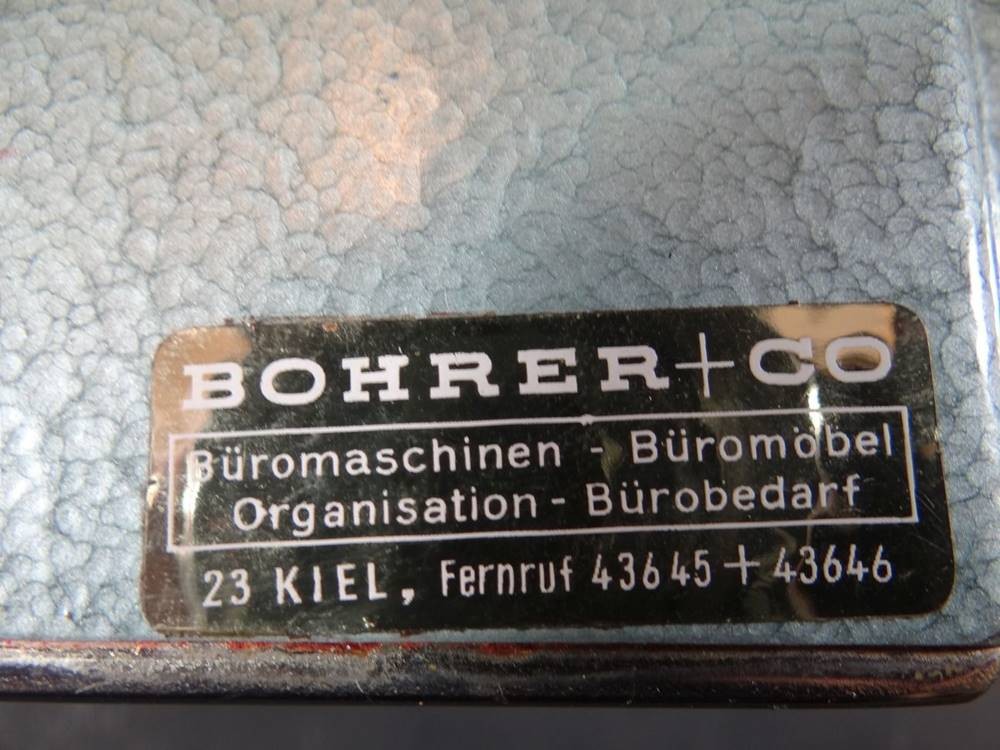 BOHRER+CO
Büromaschinen - Büromöbel
Organisation - Bürobedarf
23 KIEL, Fernruf 43645 + 43646